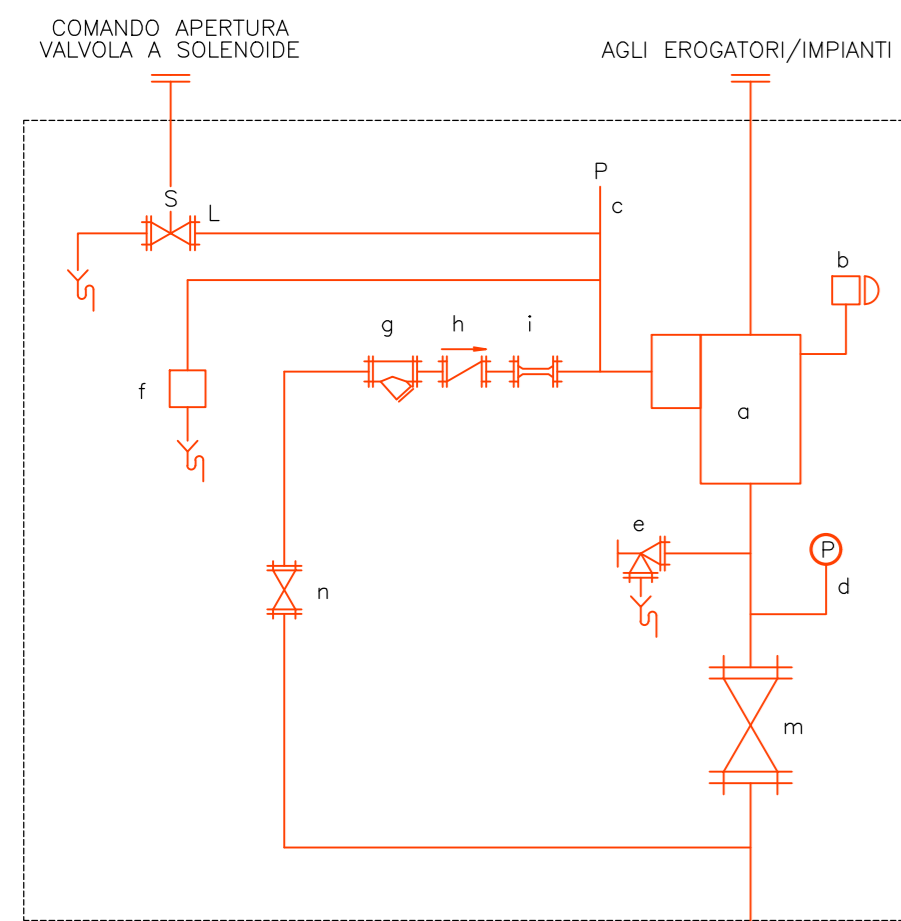 COMANDO APERTURA
VALVOLA A SOLENOIDE
AGLI EROGATORI/IMPIANTI
P
S
L
c
b
g
h
i
f
a
e
P
d
n
m